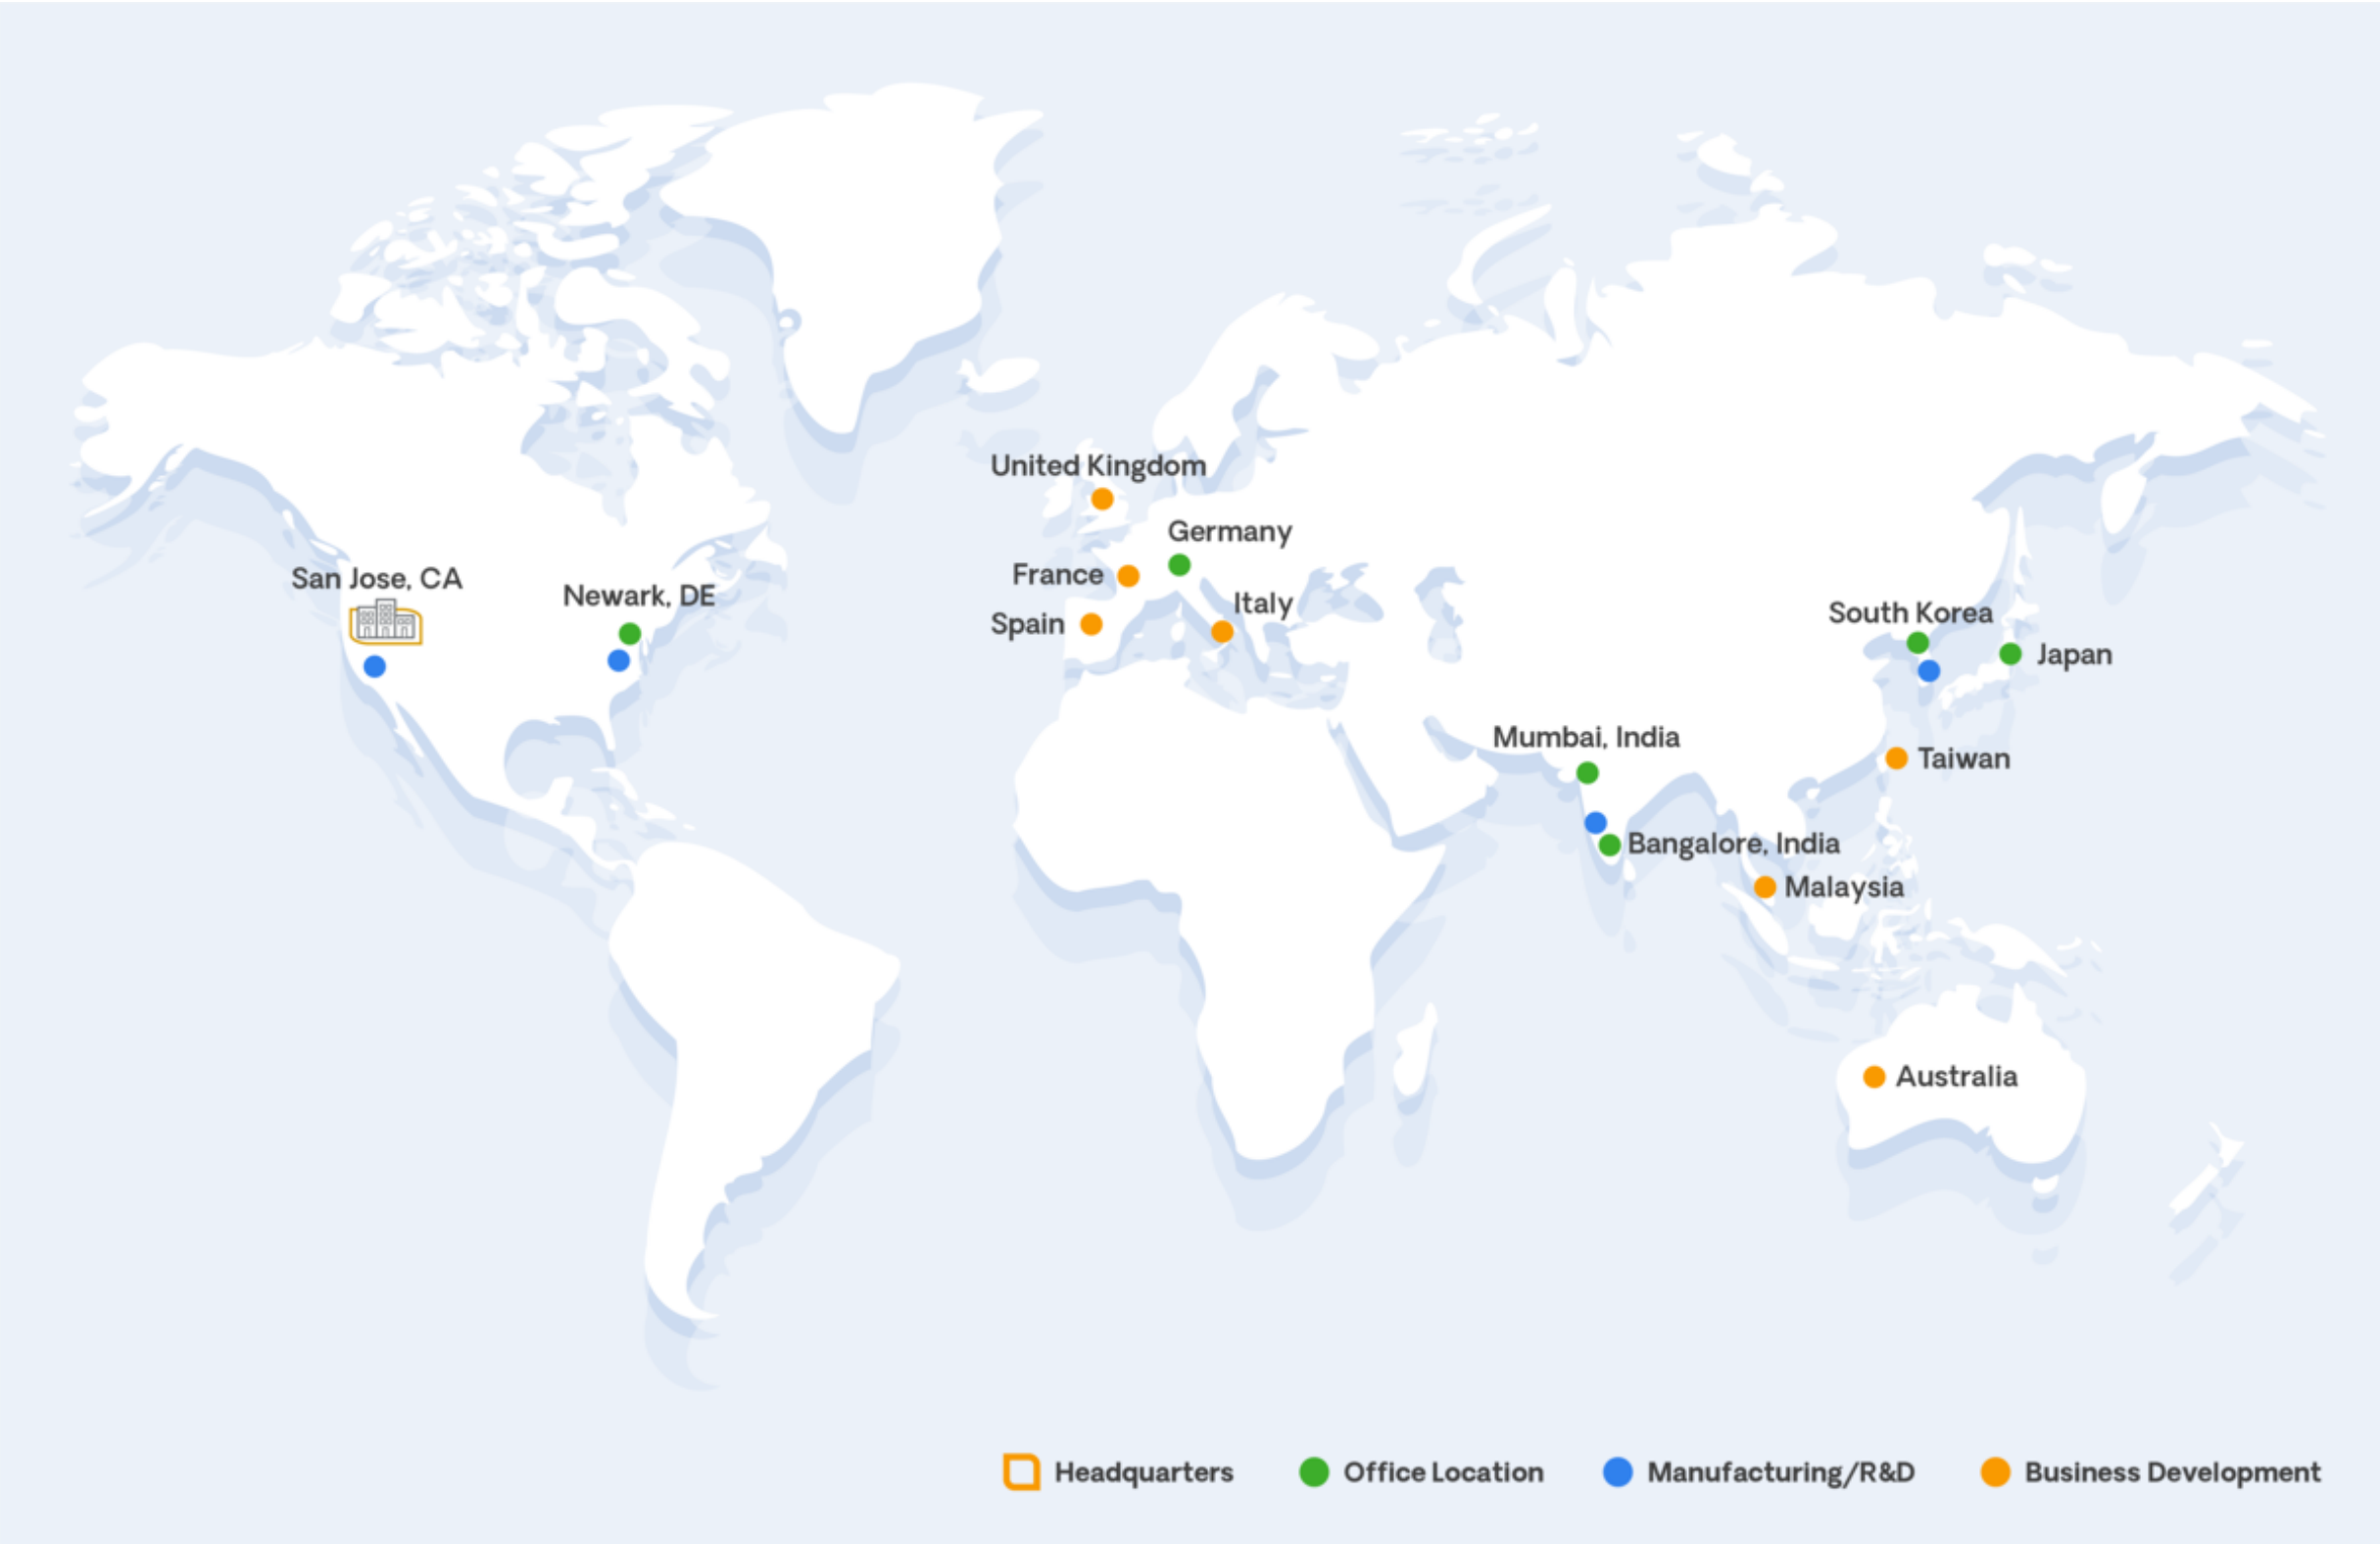 United Kingdom
Germany
France
San Jose, CA
Newark, DE
Italy
Spain
South Korea
Japan
Mumbai, India
Taiwan
Bangalore, India
Malaysia
Australia
Headquarters
Office Location
Manufacturing/R&D
Business Development